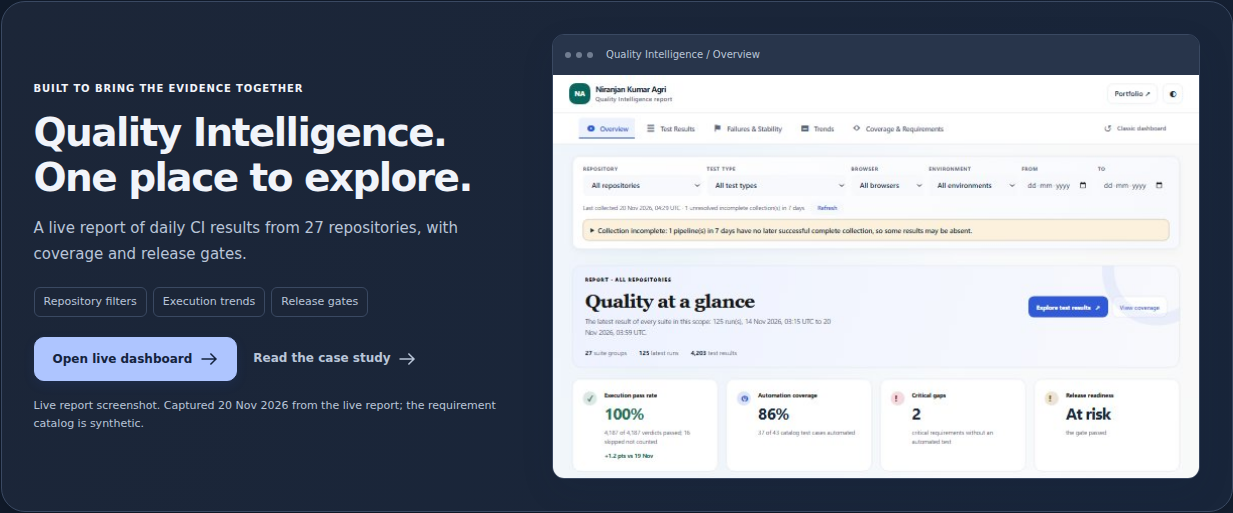 BUILT TO BRING THE EVIDENCE TOGETHER
Quality Intelligence.
One place to explore.
A live report of daily CI results from 27 repositories, with
coverage and release gates.
Repository filters Execution trends Release gates
Open live dashboard → Read the case study →
Live report screenshot. Captured 20 Nov 2026 from the live report; the requirement
catalog is synthetic.
Quality Intelligence / Overview
NA Niranjan Kumar Agri
Quality Intelligence report
Portfolio ↗
Overview Test Results Failures & Stability Trends Coverage & Requirements Classic dashboard
REPOSITORY TEST TYPE BROWSER ENVIRONMENT FROM TO
All repositories All test types All browsers All environments dd mm yyyy dd mm yyyy
Last collected 20 Nov 2026, 04:29 UTC · 1 unresolved incomplete collection(s) in 7 days Refresh
Collection incomplete: 1 pipeline(s) in 7 days have no later successful complete collection, so some results may be absent.
REPORT · ALL REPOSITORIES
Quality at a glance
The latest result of every suite in this scope: 125 run(s), 14 Nov 2026, 03:15 UTC to 20
Nov 2026, 03:59 UTC.
Explore test results ↗ View coverage
27 suite groups 125 latest runs 4,203 test results
Execution pass rate
100%
4,187 of 4,187 verdicts passed; 16
skipped not counted
+1.2 pts vs 19 Nov
Automation coverage
86%
37 of 43 catalog test cases automated
Critical gaps
2
critical requirements without an
automated test
Release readiness
At risk
the gate passed